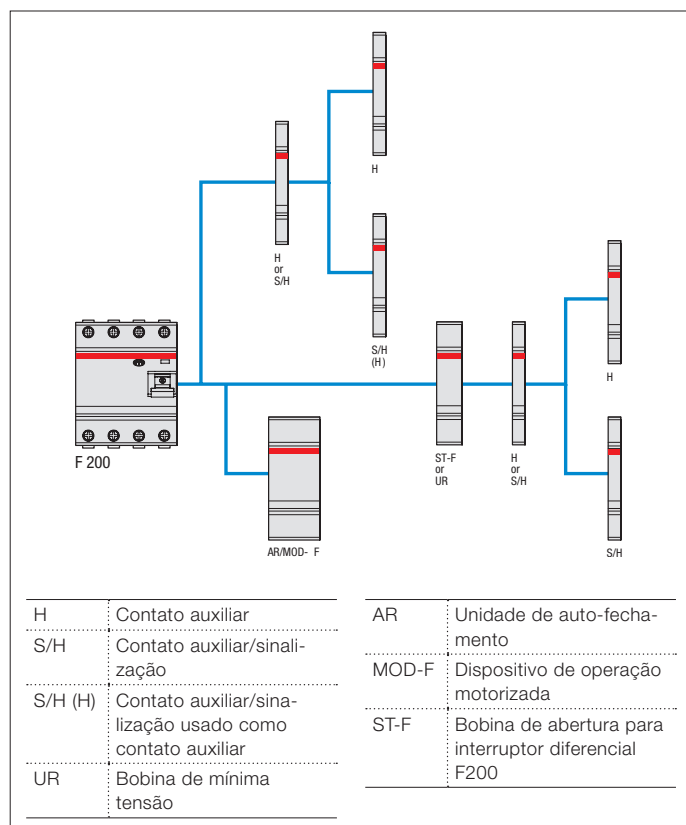 H
H
or
S/H
S/H
(H)
H
F 200
ST-F
or
UR
H
or
S/H
AR/MOD- F
S/H
H Contato auxiliar
S/H Contato auxiliar/sinali-
zação
S/H (H) Contato auxiliar/sina-
lização usado como
contato auxiliar
UR Bobina de mínima
tensão
AR Unidade de auto-fecha-
mento
MOD-F Dispositivo de operação
motorizada
ST-F Bobina de abertura para
interruptor diferencial
F200